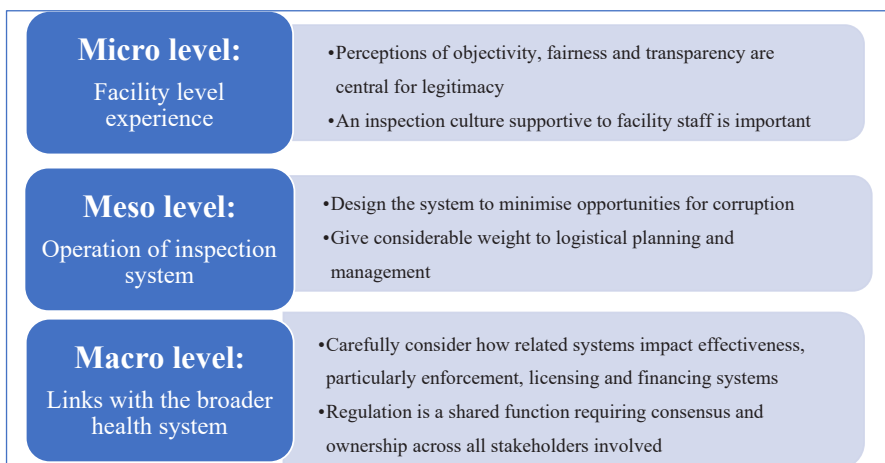 Micro level:
Facility level
experience
•Perceptions of objectivity, fairness and transparency are
central for legitimacy
•An inspection culture supportive to facility staff is important
Meso level:
Operation of inspection
system
•Design the system to minimise opportunities for corruption
•Give considerable weight to logistical planning and
management
Macro level:
Links with the broader
health system
•Carefully consider how related systems impact effectiveness,
particularly enforcement, licensing and financing systems
•Regulation is a shared function requiring consensus and
ownership across all stakeholders involved